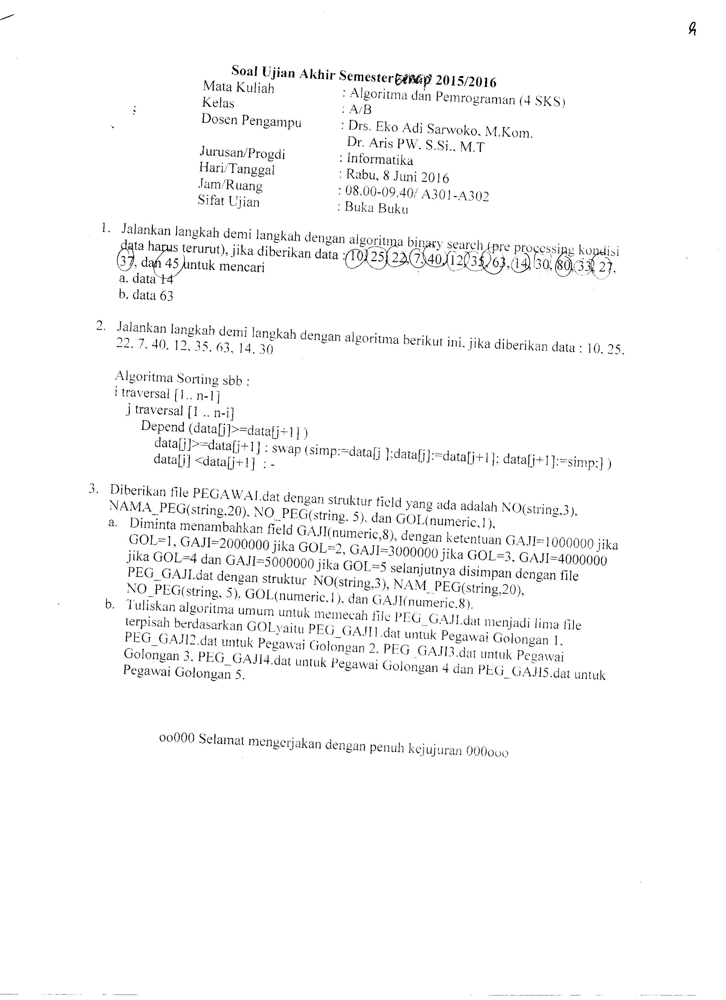 Soal Ujian Akhir Semester 2015/2016
Mata Kuliah : Algoritma dan Pemrograman (4 SKS)
Kelas : A/B
Dosen Pengampu : Drs. Eko Adi Sarwoko, M.Kom.
Dr. Aris PW, S.Si., M.T
Jurusan/Progdi : Informatika
Hari/Tanggal : Rabu, 8 Juni 2016
Jam/Ruang : 08.00-09.40/ A301-A302
Sifat Ujian : Buka Buku
1. Jalankan langkah demi langkah dengan algoritma binary search (pre processing kondisi
data harus terurut), jika diberikan data : 10, 25, 22, 7, 40, 12, 35, 63, 14, 30, 80, 33, 27,
37, dan 45 untuk mencari
a. data 14
b. data 63
2. Jalankan langkah demi langkah dengan algoritma berikut ini, jika diberikan data : 10, 25,
22, 7, 40, 12, 35, 63, 14, 30
Algoritma Sorting sbb :
i traversal [1.. n-1]
j traversal [1 .. n-i]
Depend (data[j]>=data[j+1] )
data[j]>=data[j+1] : swap (simp:=data[j ];data[j]:=data[j+1]; data[j+1]:=simp;] )
data[j] <data[j+1] : -
3. Diberikan file PEGAWAI.dat dengan struktur field yang ada adalah NO(string,3),
NAMA_PEG(string,20), NO_PEG(string, 5), dan GOL(numeric,1),
a. Diminta menambahkan field GAJI(numeric,8), dengan ketentuan GAJI=1000000 jika
GOL=1, GAJI=2000000 jika GOL=2, GAJI=3000000 jika GOL=3, GAJI=4000000
jika GOL=4 dan GAJI=5000000 jika GOL=5 selanjutnya disimpan dengan file
PEG_GAJI.dat dengan struktur NO(string,3), NAM_PEG(string,20),
NO_PEG(string, 5), GOL(numeric,1), dan GAJI(numeric,8).
b. Tuliskan algoritma umum untuk memecah file PEG_GAJI.dat menjadi lima file
terpisah berdasarkan GOLyaitu PEG_GAJI1.dat untuk Pegawai Golongan 1,
PEG_GAJI2.dat untuk Pegawai Golongan 2, PEG_GAJI3.dat untuk Pegawai
Golongan 3, PEG_GAJI4.dat untuk Pegawai Golongan 4 dan PEG_GAJI5.dat untuk
Pegawai Golongan 5.
oo000 Selamat mengerjakan dengan penuh kejujuran 000ooo